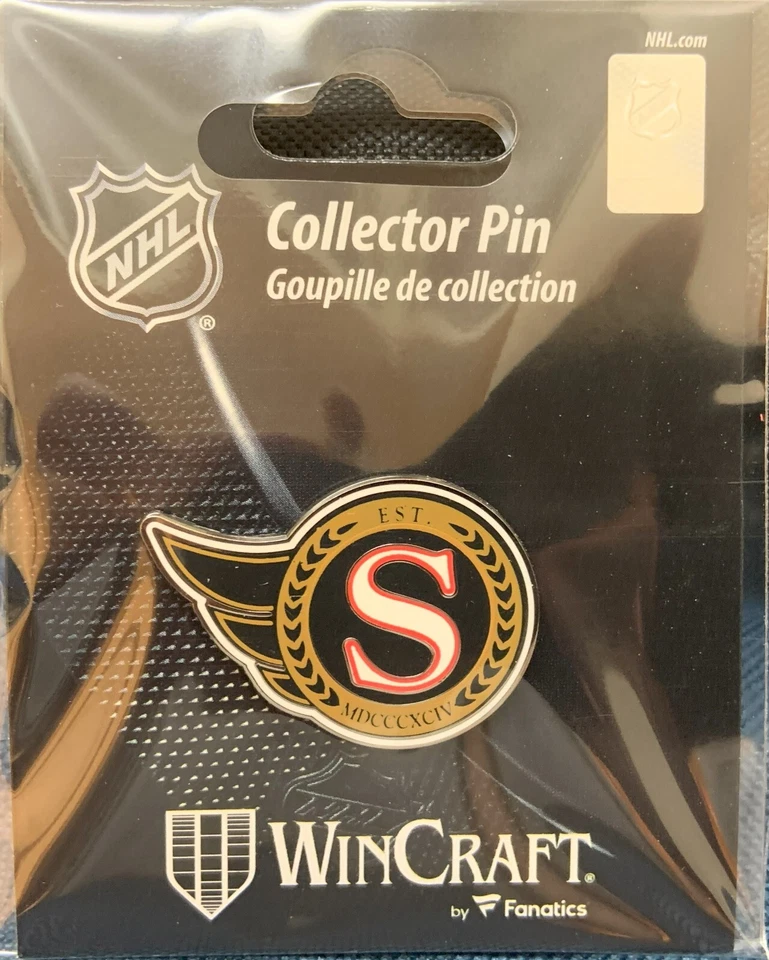 NHL.com
NHL
®
Collector Pin
Goupille de collection
EST.
S
MDCCCXCIV
WINCRAFT®
by Fanatics